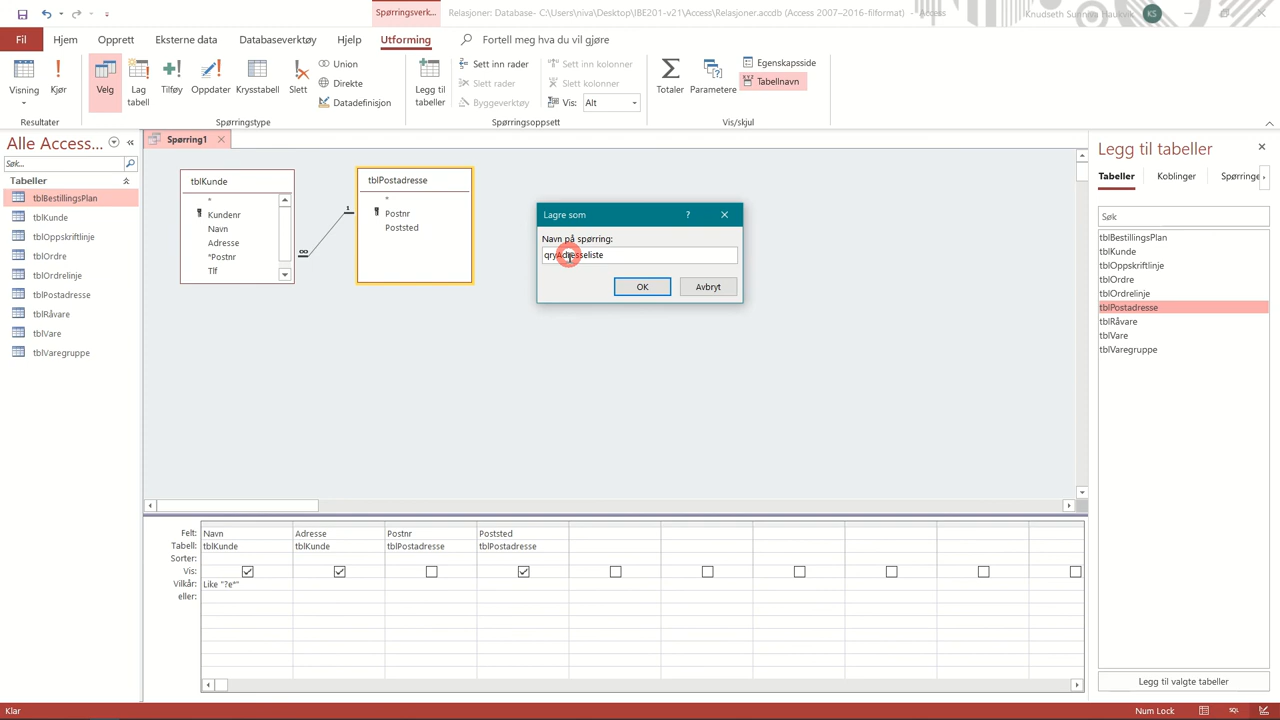 Spørringsverk...
Relasjoner: Database- C:\Users\niva\Desktop\IBE201-v21\Access\Relasjoner.accdb (Access 2007–2016-filformat) - Access
Knudseth Sunniva Haukvik
KS
Fil
Hjem
Opprett
Eksterne data
Databaseverktøy
Hjelp
Utforming
Fortell meg hva du vil gjøre
Visning
Kjør
Velg
Lag tabell
Tilføy
Oppdater
Krysstabell
Slett
Union
Direkte
Datadefinisjon
Legg til tabeller
Sett inn rader
Slett rader
Byggeverktøy
Sett inn kolonner
Slett kolonner
Vis: Alt
Totaler
Parametere
Egenskapsside
Tabellnavn
Resultater
Spørringstype
Spørringsoppsett
Vis/skjul
Alle Access...
Søk...
Tabeller
tblBestillingsPlan
tblKunde
tblOppskriftlinje
tblOrdre
tblOrdrelinje
tblPostadresse
tblRåvare
tblVare
tblVaregruppe
Spørring1
tblKunde
*
Kundenr
Navn
Adresse
*Postnr
Tlf
∞
1
tblPostadresse
*
Postnr
Poststed
Lagre som
?
Navn på spørring:
qryAdresseliste
OK
Avbryt
Felt: Navn Adresse Postnr Poststed
Tabell: tblKunde tblKunde tblPostadresse tblPostadresse
Sorter:
Vis:
Vilkår: Like "?e*"
eller:
Legg til tabeller
Tabeller
Koblinger
Spørringe
Søk
tblBestillingsPlan
tblKunde
tblOppskriftlinje
tblOrdre
tblOrdrelinje
tblPostadresse
tblRåvare
tblVare
tblVaregruppe
Legg til valgte tabeller
Klar
Num Lock
SQL